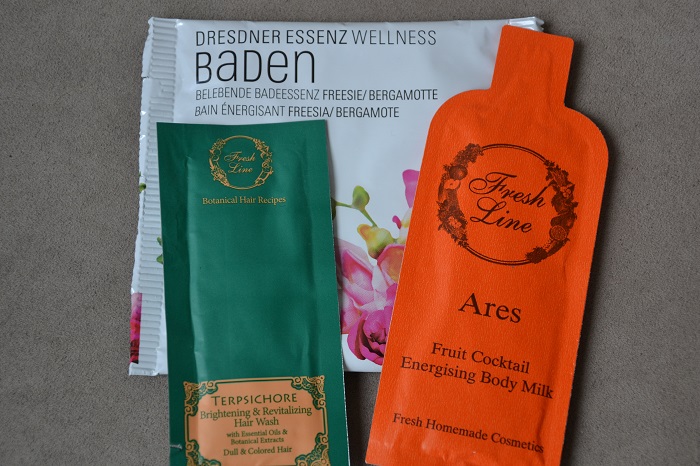 DRESDNER ESSENZ WELLNESS
Baden
BELEBENDE BADEESSENZ FREESIE/ BERGAMOTTE
BAIN ÉNERGISANT FREESIA/ BERGAMOTE
Fresh
Line
Botanical Hair Recipes
TERPSICHORE
Brightening & Revitalizing
Hair Wash
with Essential Oils &
Botanical Extracts
Dull & Colored Hair
Fresh
Line
Ares
Fruit Cocktail
Energising Body Milk
Fresh Homemade Cosmetics